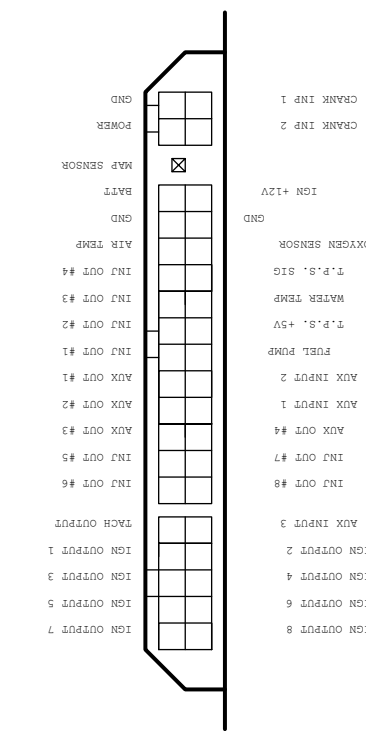 IGN OUTPUT 8
IGN OUTPUT 7
IGN OUTPUT 6
IGN OUTPUT 5
IGN OUTPUT 4
IGN OUTPUT 3
IGN OUTPUT 2
IGN OUTPUT 1
AUX INPUT 3
TACH OUTPUT
INJ OUT #8
INJ OUT #6
INJ OUT #7
INJ OUT #5
AUX OUT #4
AUX OUT #3
AUX INPUT 1
AUX OUT #2
AUX INPUT 2
AUX OUT #1
FUEL PUMP
INJ OUT #1
T.P.S. +5V
INJ OUT #2
WATER TEMP
INJ OUT #3
T.P.S. SIG
INJ OUT #4
OXYGEN SENSOR
AIR TEMP
GND
GND
IGN +12V
BATT
MAP SENSOR
CRANK INP 2
POWER
CRANK INP 1
GND